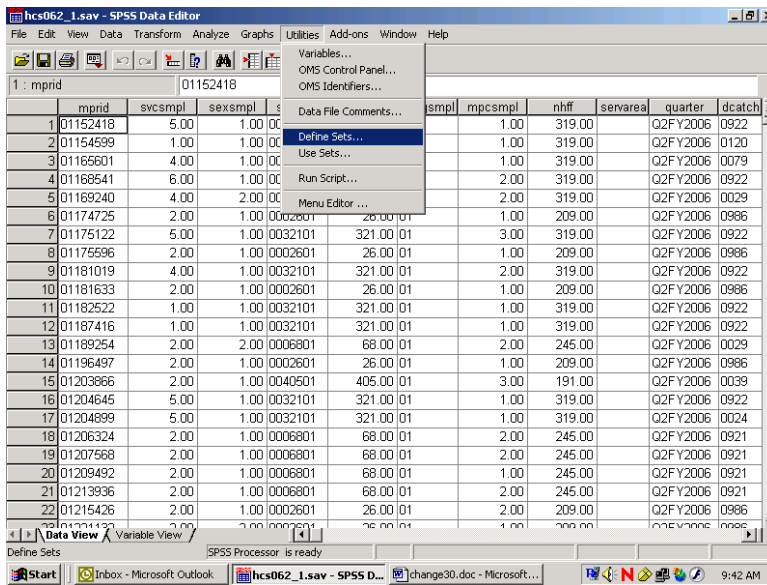 hcs062_1.sav - SPSS Data Editor
File Edit View Data Transform Analyze Graphs Utilities Add-ons Window Help
Variables...
OMS Control Panel...
OMS Identifiers...
Data File Comments...
Define Sets...
Use Sets...
Run Script...
Menu Editor ...
1 : mprid 01152418
mprid svcsmpl sexsmpl mpcsmpl nhff servarea quarter dcatch
1 01152418 5.00 1.00 1.00 319.00 Q2FY2006 0922
2 01154599 1.00 1.00 1.00 319.00 Q2FY2006 0120
3 01165601 4.00 1.00 1.00 319.00 Q2FY2006 0079
4 01168541 6.00 1.00 2.00 319.00 Q2FY2006 0922
5 01169240 4.00 2.00 2.00 319.00 Q2FY2006 0029
6 01174725 2.00 1.00 0002601 26.00 01 1.00 209.00 Q2FY2006 0986
7 01175122 5.00 1.00 0032101 321.00 01 3.00 319.00 Q2FY2006 0922
8 01175596 2.00 1.00 0002601 26.00 01 1.00 209.00 Q2FY2006 0986
9 01181019 4.00 1.00 0032101 321.00 01 2.00 319.00 Q2FY2006 0922
10 01181633 2.00 1.00 0002601 26.00 01 1.00 209.00 Q2FY2006 0986
11 01182522 1.00 1.00 0032101 321.00 01 1.00 319.00 Q2FY2006 0922
12 01187416 1.00 1.00 0032101 321.00 01 1.00 319.00 Q2FY2006 0922
13 01189254 2.00 2.00 0006801 68.00 01 2.00 245.00 Q2FY2006 0029
14 01196497 2.00 1.00 0002601 26.00 01 1.00 209.00 Q2FY2006 0986
15 01203866 2.00 1.00 0040501 405.00 01 3.00 191.00 Q2FY2006 0039
16 01204645 5.00 1.00 0032101 321.00 01 1.00 319.00 Q2FY2006 0922
17 01204899 5.00 1.00 0032101 321.00 01 1.00 319.00 Q2FY2006 0024
18 01206324 2.00 1.00 0006801 68.00 01 2.00 245.00 Q2FY2006 0921
19 01207568 2.00 1.00 0006801 68.00 01 2.00 245.00 Q2FY2006 0921
20 01209492 2.00 1.00 0006801 68.00 01 1.00 245.00 Q2FY2006 0921
21 01213936 2.00 1.00 0006801 68.00 01 2.00 245.00 Q2FY2006 0921
22 01215426 2.00 1.00 0002601 26.00 01 2.00 209.00 Q2FY2006 0986
Data View Variable View
Define Sets SPSS Processor is ready
Start Inbox - Microsoft Outlook hcs062_1.sav - SPSS D... change30.doc - Microsoft... 9:42 AM